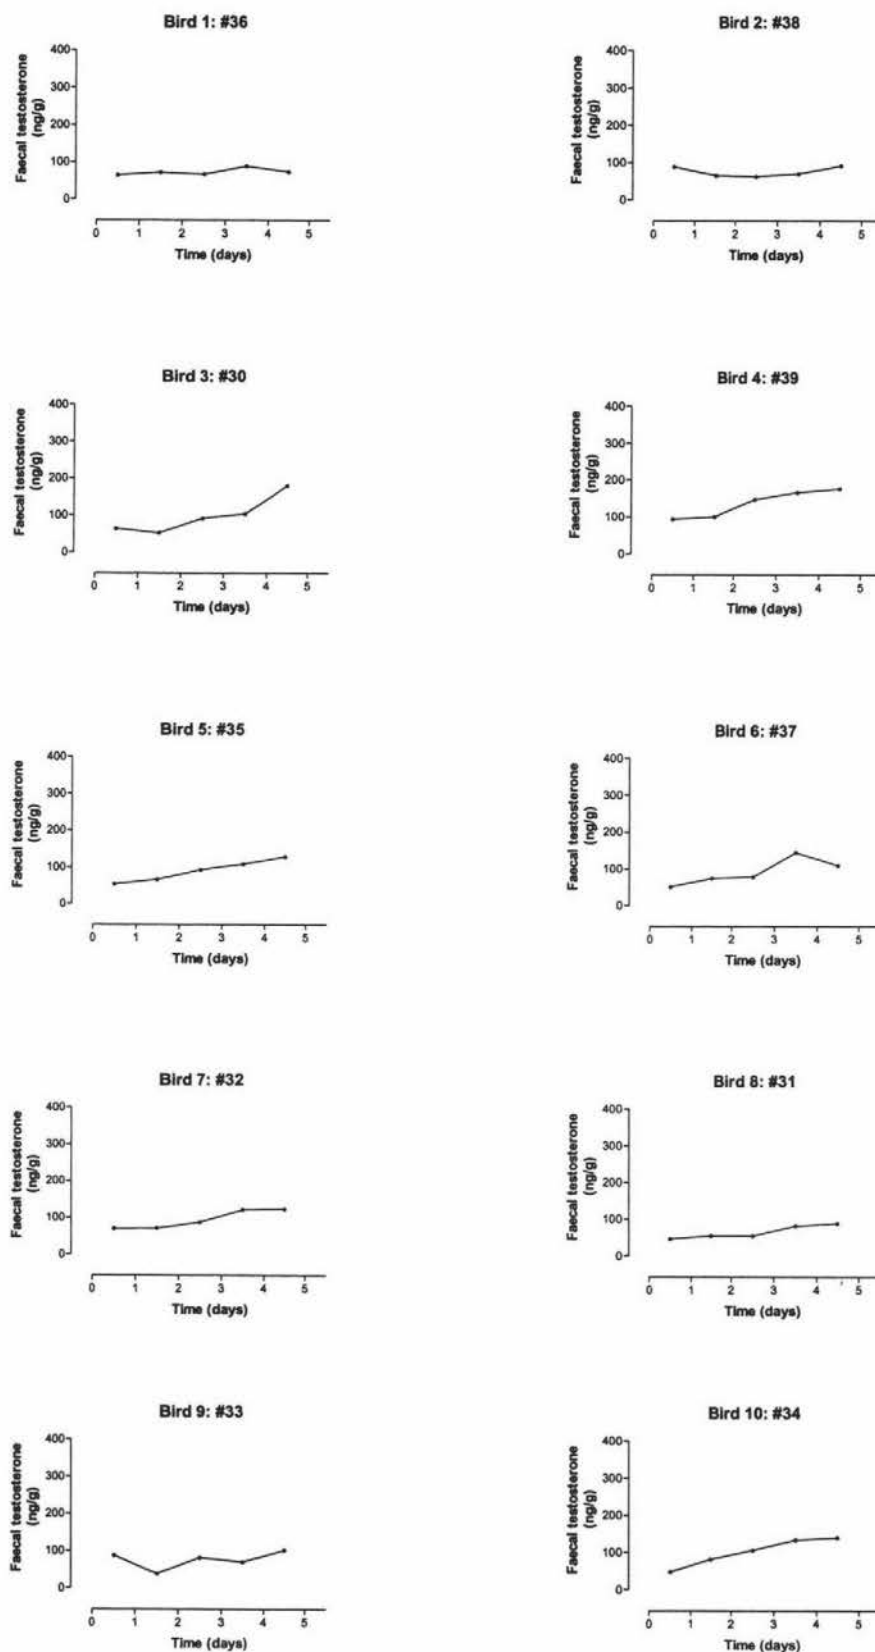 Bird 1: #36
Faecal testosterone
(ng/g)
400
300
200
100
0
0 1 2 3 4 5
Time (days)
Bird 2: #38
Faecal testosterone
(ng/g)
400
300
200
100
0
0 1 2 3 4 5
Time (days)
Bird 3: #30
Faecal testosterone
(ng/g)
400
300
200
100
0
0 1 2 3 4 5
Time (days)
Bird 4: #39
Faecal testosterone
(ng/g)
400
300
200
100
0
0 1 2 3 4 5
Time (days)
Bird 5: #35
Faecal testosterone
(ng/g)
400
300
200
100
0
0 1 2 3 4 5
Time (days)
Bird 6: #37
Faecal testosterone
(ng/g)
400
300
200
100
0
0 1 2 3 4 5
Time (days)
Bird 7: #32
Faecal testosterone
(ng/g)
400
300
200
100
0
0 1 2 3 4 5
Time (days)
Bird 8: #31
Faecal testosterone
(ng/g)
400
300
200
100
0
0 1 2 3 4 5
Time (days)
Bird 9: #33
Faecal testosterone
(ng/g)
400
300
200
100
0
0 1 2 3 4 5
Time (days)
Bird 10: #34
Faecal testosterone
(ng/g)
400
300
200
100
0
0 1 2 3 4 5
Time (days)